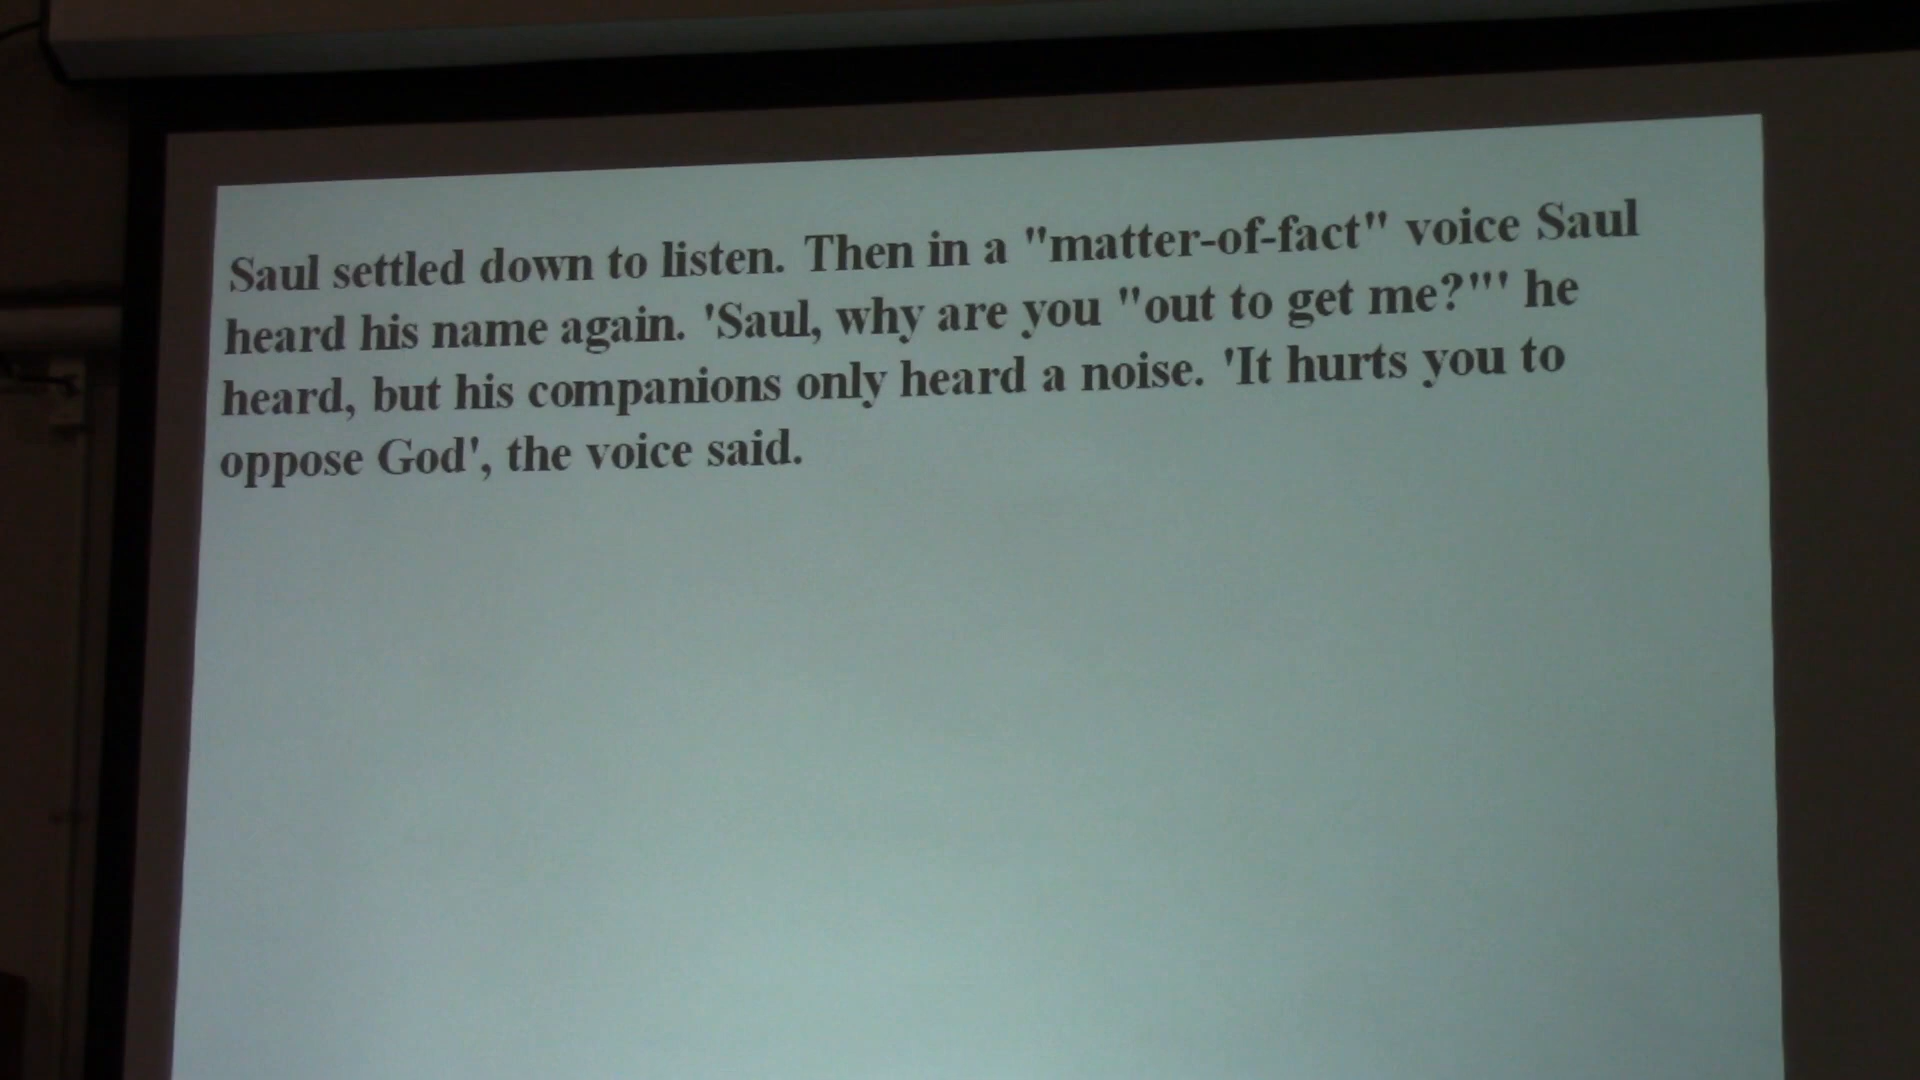 Saul settled down to listen. Then in a "matter-of-fact" voice Saul
heard his name again. 'Saul, why are you "out to get me?"' he
heard, but his companions only heard a noise. 'It hurts you to
oppose God', the voice said.